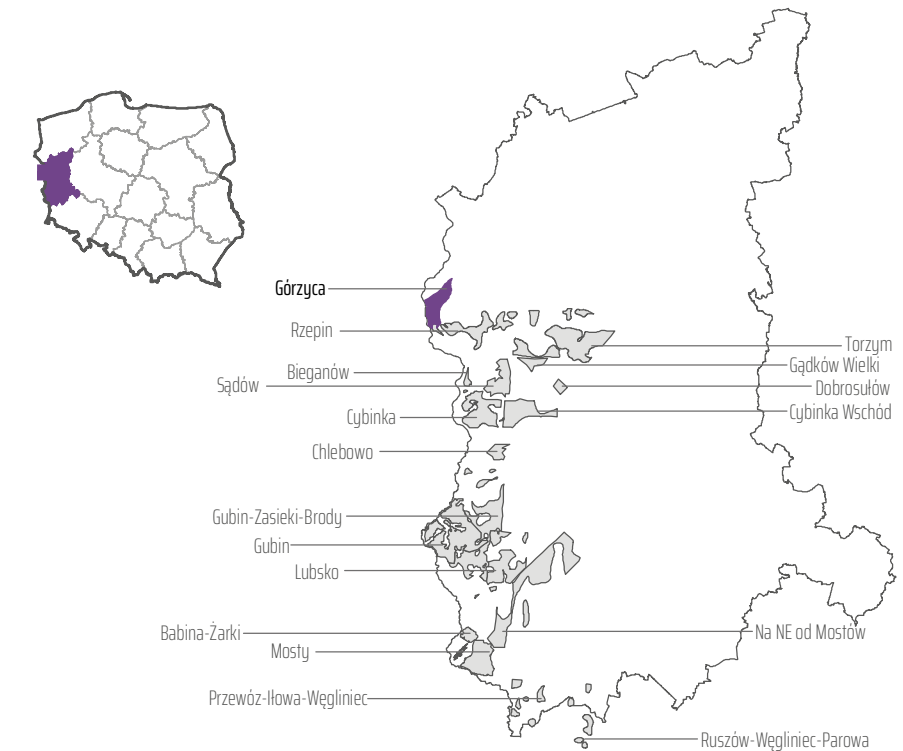 Górzyca
Rzepin
Torzym
Gądków Wielki
Bieganów
Sądów
Dobrosułów
Cybinka
Cybinka Wschód
Chlebowo
Gubin-Zasieki-Brody
Gubin
Lubsko
Babina-Żarki
Na NE od Mostów
Mosty
Przewóz-Iłowa-Węgliniec
Ruszów-Węgliniec-Parowa